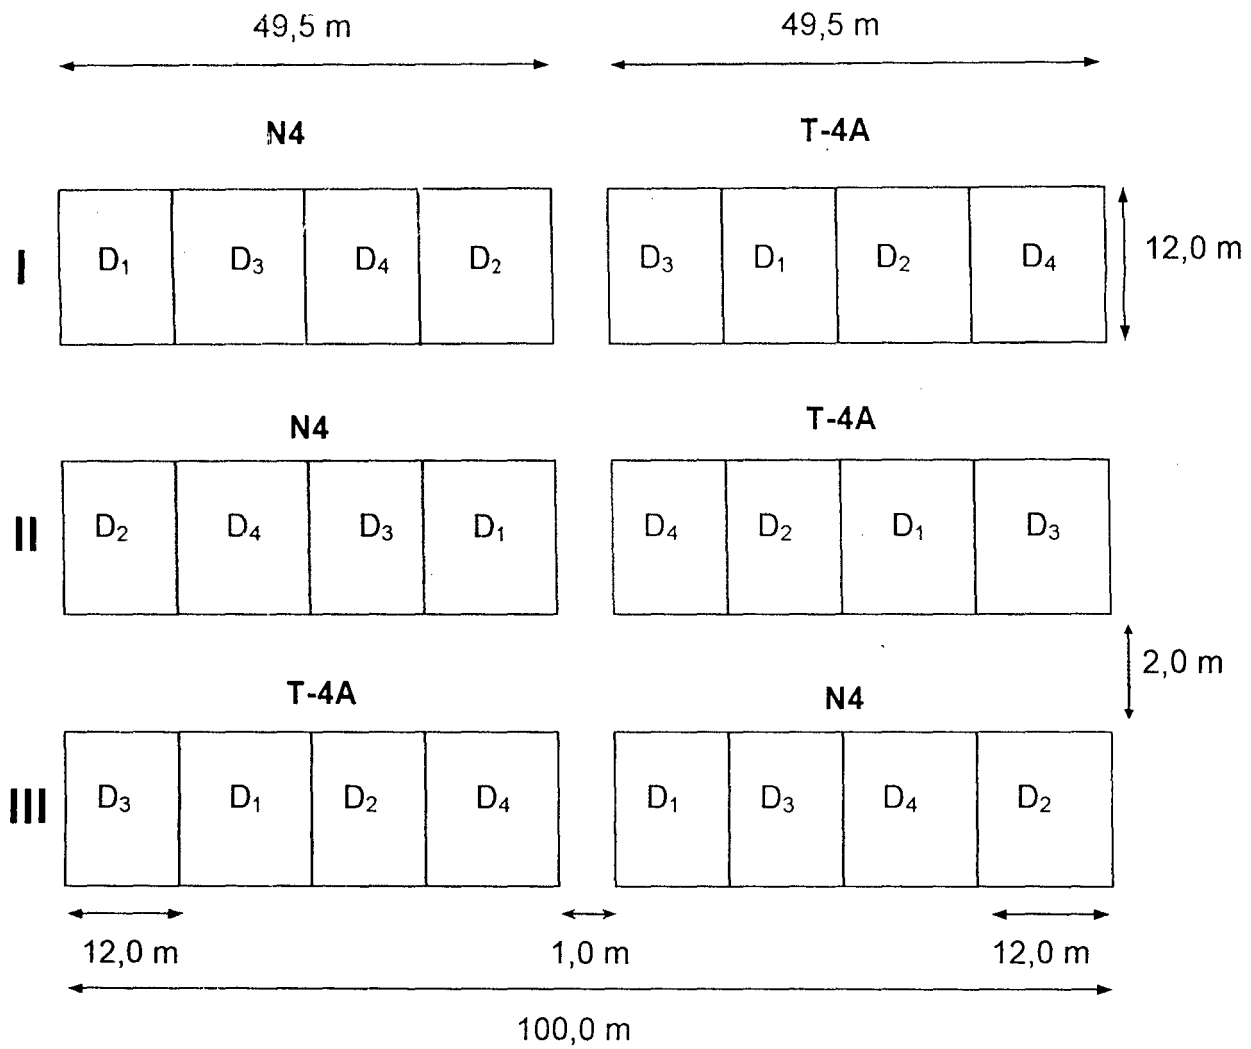 49,5 m 49,5 m
N4 T-4A
I D₁ D₃ D₄ D₂ D₃ D₁ D₂ D₄ 12,0 m
N4 T-4A
II D₂ D₄ D₃ D₁ D₄ D₂ D₁ D₃
2,0 m
T-4A N4
III D₃ D₁ D₂ D₄ D₁ D₃ D₄ D₂
12,0 m 1,0 m 12,0 m
100,0 m